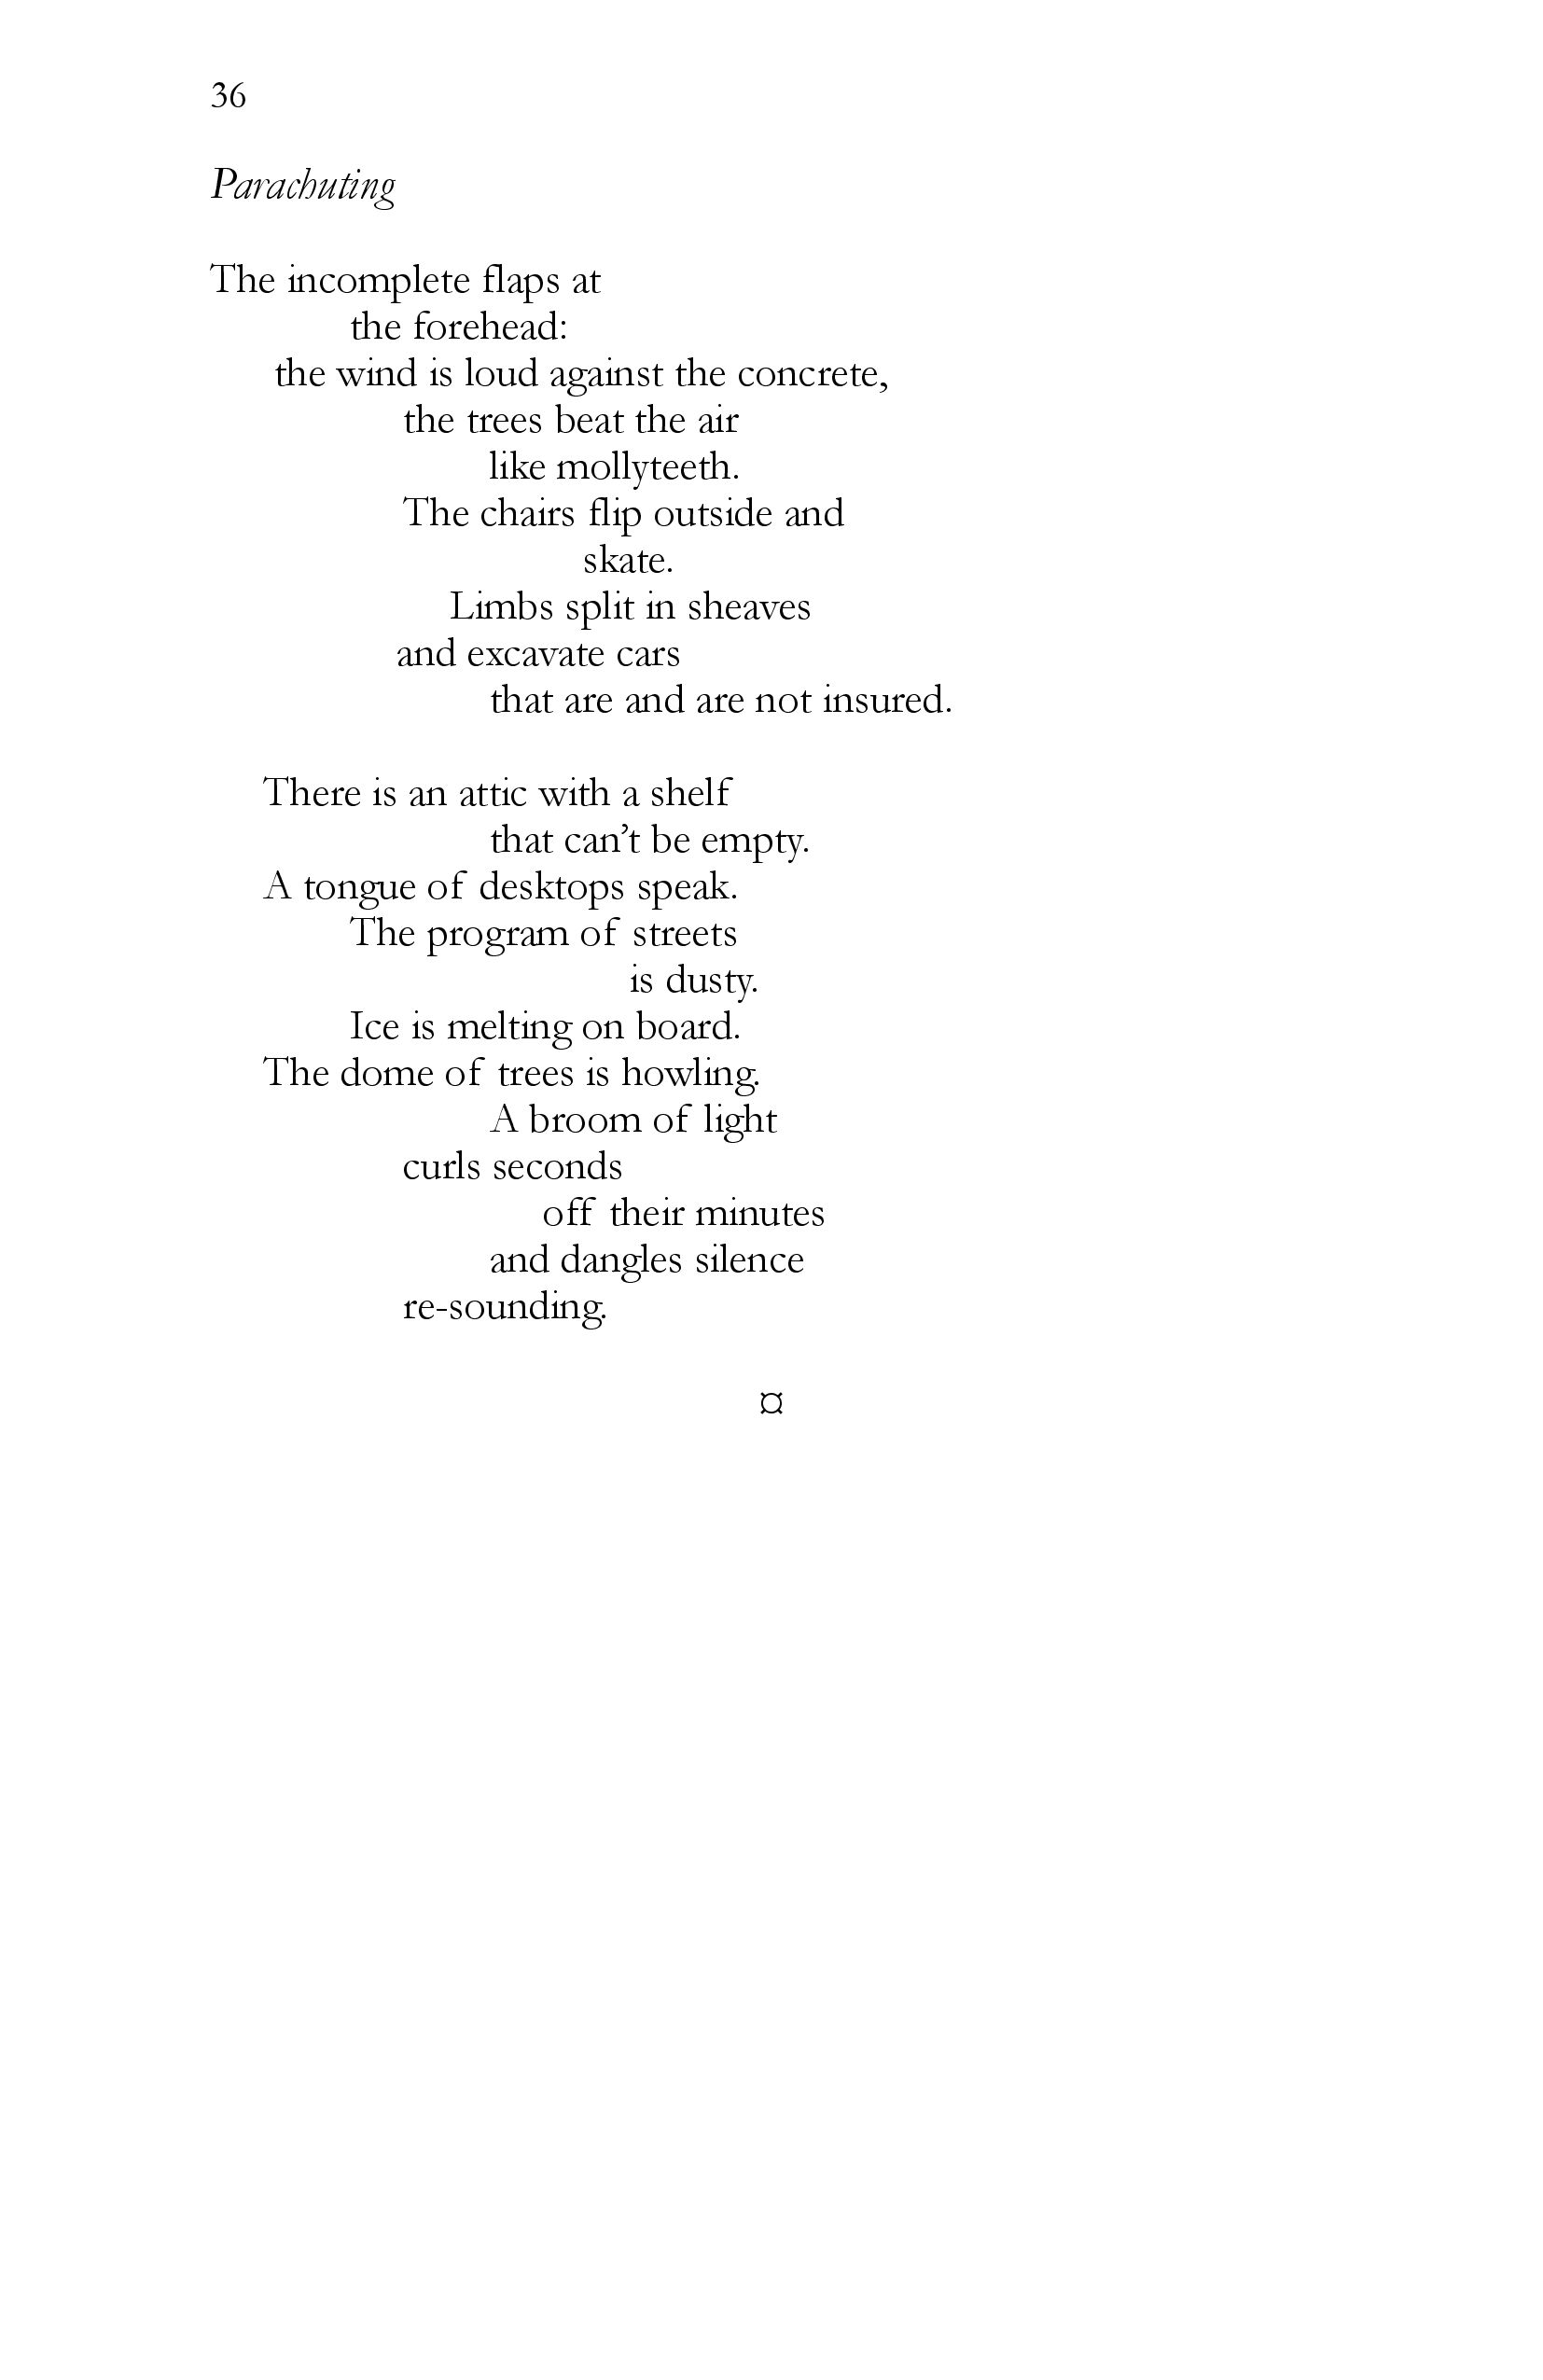 36
Parachuting
The incomplete flaps at
the forehead:
the wind is loud against the concrete,
the trees beat the air
like mollyteeth.
The chairs flip outside and
skate.
Limbs split in sheaves
and excavate cars
that are and are not insured.
There is an attic with a shelf
that can’t be empty.
A tongue of desktops speak.
The program of streets
is dusty.
Ice is melting on board.
The dome of trees is howling.
A broom of light
curls seconds
off their minutes
and dangles silence
re-sounding.
¤